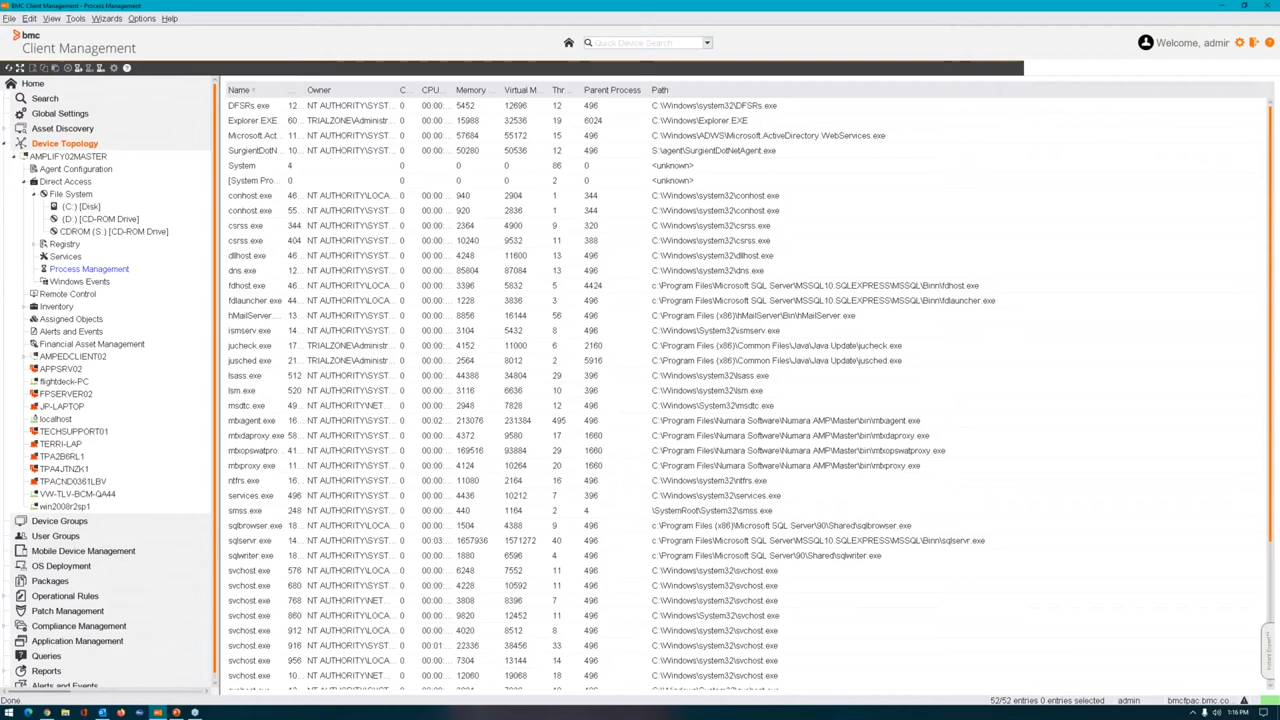 BMC Client Management - Process Management
File Edit View Tools Wizards Options Help
bmc
Client Management
Quick Device Search
Welcome, admin
Home
Search
Global Settings
Asset Discovery
Device Topology
AMPLIFY02MASTER
Agent Configuration
Direct Access
File System
(C:) [Disk]
(D:) [CD-ROM Drive]
CDROM (S:) [CD-ROM Drive]
Registry
Services
Process Management
Windows Events
Remote Control
Inventory
Assigned Objects
Alerts and Events
Financial Asset Management
AMPEDCLIENT02
APPSRV02
flightdeck-PC
FPSERVER02
JP-LAPTOP
localhost
TECHSUPPORT01
TERRI-LAP
TPA2B6RL1
TPA4JTNZK1
TPACND0361LBV
VW-TLV-BCM-QA44
win2008r2sp1
Device Groups
User Groups
Mobile Device Management
OS Deployment
Packages
Operational Rules
Patch Management
Compliance Management
Application Management
Queries
Reports
Alerts and Events
Name ... Owner C... CPU... Memory ... Virtual M... Thr... Parent Process Path
DFSRs.exe 12... NT AUTHORITY\SYST... 0 00:00:... 5452 12696 12 496 C:\Windows\system32\DFSRs.exe
Explorer.EXE 60... TRIALZONE\Administr... 0 00:00:... 15988 32536 19 6024 C:\Windows\Explorer.EXE
Microsoft.Act... 13... NT AUTHORITY\SYST... 0 00:00:... 57684 55172 15 496 C:\Windows\ADWS\Microsoft.ActiveDirectory.WebServices.exe
SurgientDotN... 10... NT AUTHORITY\SYST... 0 00:00:... 50280 50536 12 496 S:\agent\SurgientDotNetAgent.exe
System 4 0 0 0 86 0 <unknown>
[System Pro... 0 0 0 0 2 0 <unknown>
conhost.exe 46... NT AUTHORITY\LOCA... 0 00:00:... 940 2904 1 344 C:\Windows\system32\conhost.exe
conhost.exe 55... NT AUTHORITY\SYST... 0 00:00:... 920 2836 1 344 C:\Windows\system32\conhost.exe
csrss.exe 344 NT AUTHORITY\SYST... 0 00:00:... 2364 4900 9 320 C:\Windows\system32\csrss.exe
csrss.exe 404 NT AUTHORITY\SYST... 0 00:00:... 10240 9532 11 388 C:\Windows\system32\csrss.exe
dllhost.exe 46... NT AUTHORITY\SYST... 0 00:00:... 4248 11600 13 496 C:\Windows\system32\dllhost.exe
dns.exe 12... NT AUTHORITY\SYST... 0 00:00:... 85804 87084 13 496 C:\Windows\system32\dns.exe
fdhost.exe 46... NT AUTHORITY\LOCA... 0 00:00:... 3396 5832 5 4424 c:\Program Files\Microsoft SQL Server\MSSQL10.SQLEXPRESS\MSSQL\Binn\fdhost.exe
fdlauncher.exe 44... NT AUTHORITY\LOCA... 0 00:00:... 1228 3836 3 496 c:\Program Files\Microsoft SQL Server\MSSQL10.SQLEXPRESS\MSSQL\Binn\fdlauncher.exe
hMailServer.... 13... NT AUTHORITY\SYST... 0 00:00:... 8856 16144 56 496 C:\Program Files (x86)\hMailServer\Bin\hMailServer.exe
ismserv.exe 14... NT AUTHORITY\SYST... 0 00:00:... 3104 5432 8 496 C:\Windows\System32\ismserv.exe
jucheck.exe 17... TRIALZONE\Administr... 0 00:00:... 4152 11000 6 2160 C:\Program Files (x86)\Common Files\Java\Java Update\jucheck.exe
jusched.exe 21... TRIALZONE\Administr... 0 00:00:... 2564 8012 2 5916 C:\Program Files (x86)\Common Files\Java\Java Update\jusched.exe
lsass.exe 512 NT AUTHORITY\SYST... 0 00:00:... 44388 34804 29 396 C:\Windows\system32\lsass.exe
lsm.exe 520 NT AUTHORITY\SYST... 0 00:00:... 3116 6636 10 396 C:\Windows\system32\lsm.exe
msdtc.exe 49... NT AUTHORITY\NET... 0 00:00:... 2948 7828 12 496 C:\Windows\System32\msdtc.exe
mtxagent.exe 16... NT AUTHORITY\SYST... 0 00:02:... 213076 231384 495 496 C:\Program Files\Numara Software\Numara AMP\Master\bin\mtxagent.exe
mtxdaproxy.... 58... NT AUTHORITY\SYST... 0 00:00:... 4372 9580 17 1660 C:\Program Files\Numara Software\Numara AMP\Master\bin\mtxdaproxy.exe
mtxopswatpr... 30... NT AUTHORITY\SYST... 0 00:00:... 169516 93884 29 1660 C:\Program Files\Numara Software\Numara AMP\Master\bin\mtxopswatproxy.exe
mtxproxy.exe 11... NT AUTHORITY\SYST... 0 00:00:... 4124 10264 20 1660 C:\Program Files\Numara Software\Numara AMP\Master\bin\mtxproxy.exe
ntfrs.exe 17... NT AUTHORITY\SYST... 0 00:00:... 11080 2164 16 496 C:\Windows\system32\ntfrs.exe
services.exe 496 NT AUTHORITY\SYST... 0 00:00:... 4436 10212 7 396 C:\Windows\system32\services.exe
smss.exe 248 NT AUTHORITY\SYST... 0 00:00:... 440 1164 2 4 \SystemRoot\System32\smss.exe
sqlbrowser.exe 18... NT AUTHORITY\LOCA... 0 00:00:... 1504 4388 9 496 c:\Program Files (x86)\Microsoft SQL Server\90\Shared\sqlbrowser.exe
sqlservr.exe 14... NT AUTHORITY\SYST... 0 00:03:... 1657936 1571272 40 496 c:\Program Files\Microsoft SQL Server\MSSQL10.SQLEXPRESS\MSSQL\Binn\sqlservr.exe
sqlwriter.exe 18... NT AUTHORITY\SYST... 0 00:00:... 1880 6596 4 496 c:\Program Files\Microsoft SQL Server\90\Shared\sqlwriter.exe
svchost.exe 576 NT AUTHORITY\LOCA... 0 00:00:... 6248 7552 11 496 C:\Windows\system32\svchost.exe
svchost.exe 680 NT AUTHORITY\SYST... 0 00:00:... 4228 10592 11 496 C:\Windows\system32\svchost.exe
svchost.exe 768 NT AUTHORITY\NET... 0 00:00:... 3808 8396 7 496 C:\Windows\system32\svchost.exe
svchost.exe 860 NT AUTHORITY\LOCA... 0 00:00:... 9820 12452 11 496 C:\Windows\System32\svchost.exe
svchost.exe 912 NT AUTHORITY\SYST... 0 00:00:... 4020 8512 8 496 C:\Windows\system32\svchost.exe
svchost.exe 916 NT AUTHORITY\SYST... 0 00:01:... 22336 38456 33 496 C:\Windows\system32\svchost.exe
svchost.exe 956 NT AUTHORITY\LOCA... 0 00:00:... 7304 13144 14 496 C:\Windows\system32\svchost.exe
svchost.exe 10... NT AUTHORITY\NET... 0 00:00:... 12060 19068 18 496 C:\Windows\system32\svchost.exe
Done. 52/52 entries 0 entries selected admin bmcfpac.bmc.co
1:16 PM